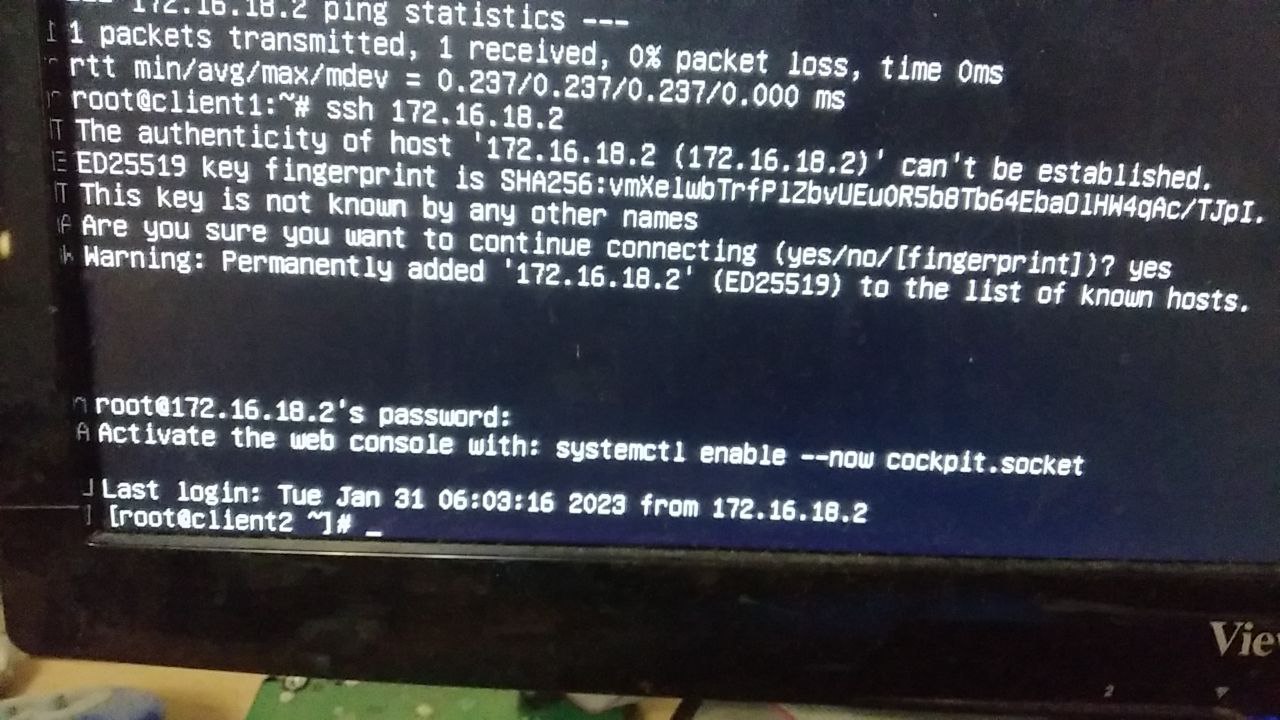 172.16.18.2 ping statistics ---
1 packets transmitted, 1 received, 0% packet loss, time 0ms
rtt min/avg/max/mdev = 0.237/0.237/0.237/0.000 ms
root@client1:~# ssh 172.16.18.2
The authenticity of host '172.16.18.2 (172.16.18.2)' can't be established.
ED25519 key fingerprint is SHA256:vmXelwbTrfPlZbvUEuOR5b8Tb64EbaOlHW4qAc/TJpI.
This key is not known by any other names
Are you sure you want to continue connecting (yes/no/[fingerprint])? yes
Warning: Permanently added '172.16.18.2' (ED25519) to the list of known hosts.
root@172.16.18.2's password:
Activate the web console with: systemctl enable --now cockpit.socket
Last login: Tue Jan 31 06:03:16 2023 from 172.16.18.2
[root@client2 ~]# _
Vie
2